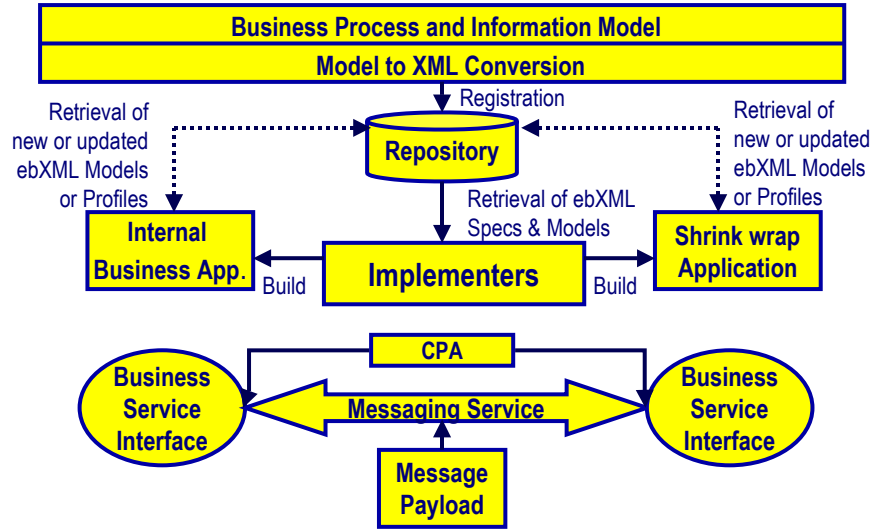 Business Process and Information Model
Model to XML Conversion
Registration
Retrieval of
new or updated
ebXML Models
or Profiles
Repository
Retrieval of
new or updated
ebXML Models
or Profiles
Retrieval of ebXML
Specs & Models
Internal
Business App.
Build
Implementers
Build
Shrink wrap
Application
CPA
Business
Service
Interface
Messaging Service
Business
Service
Interface
Message
Payload